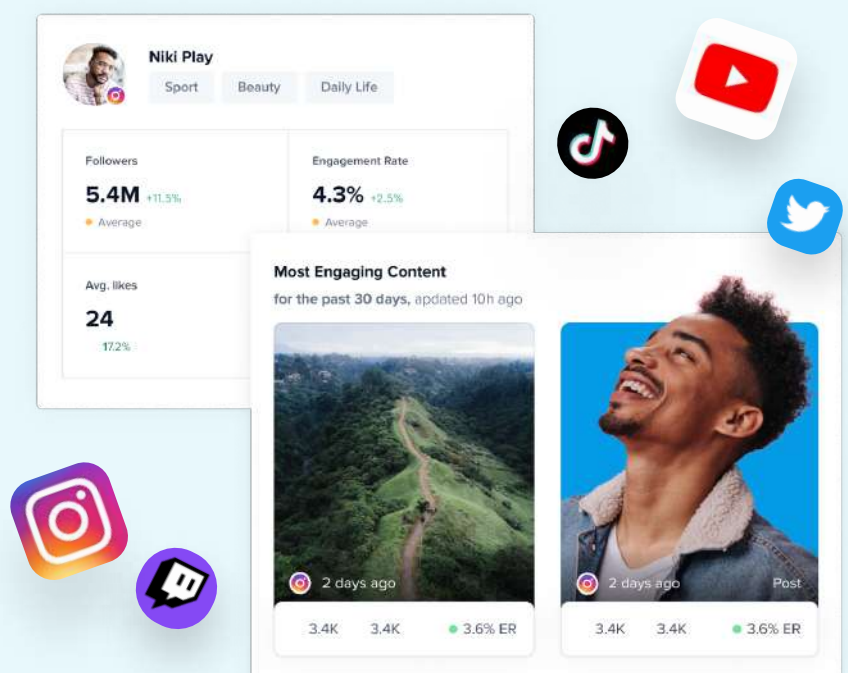 Niki Play
Sport Beauty Daily Life
Followers
5.4M +11.5%
Average
Engagement Rate
4.3% +2.5%
Average
Avg. likes
24
17.2%
Most Engaging Content
for the past 30 days, apdated 10h ago
2 days ago
3.4K 3.4K 3.6% ER
2 days ago Post
3.4K 3.4K 3.6% ER